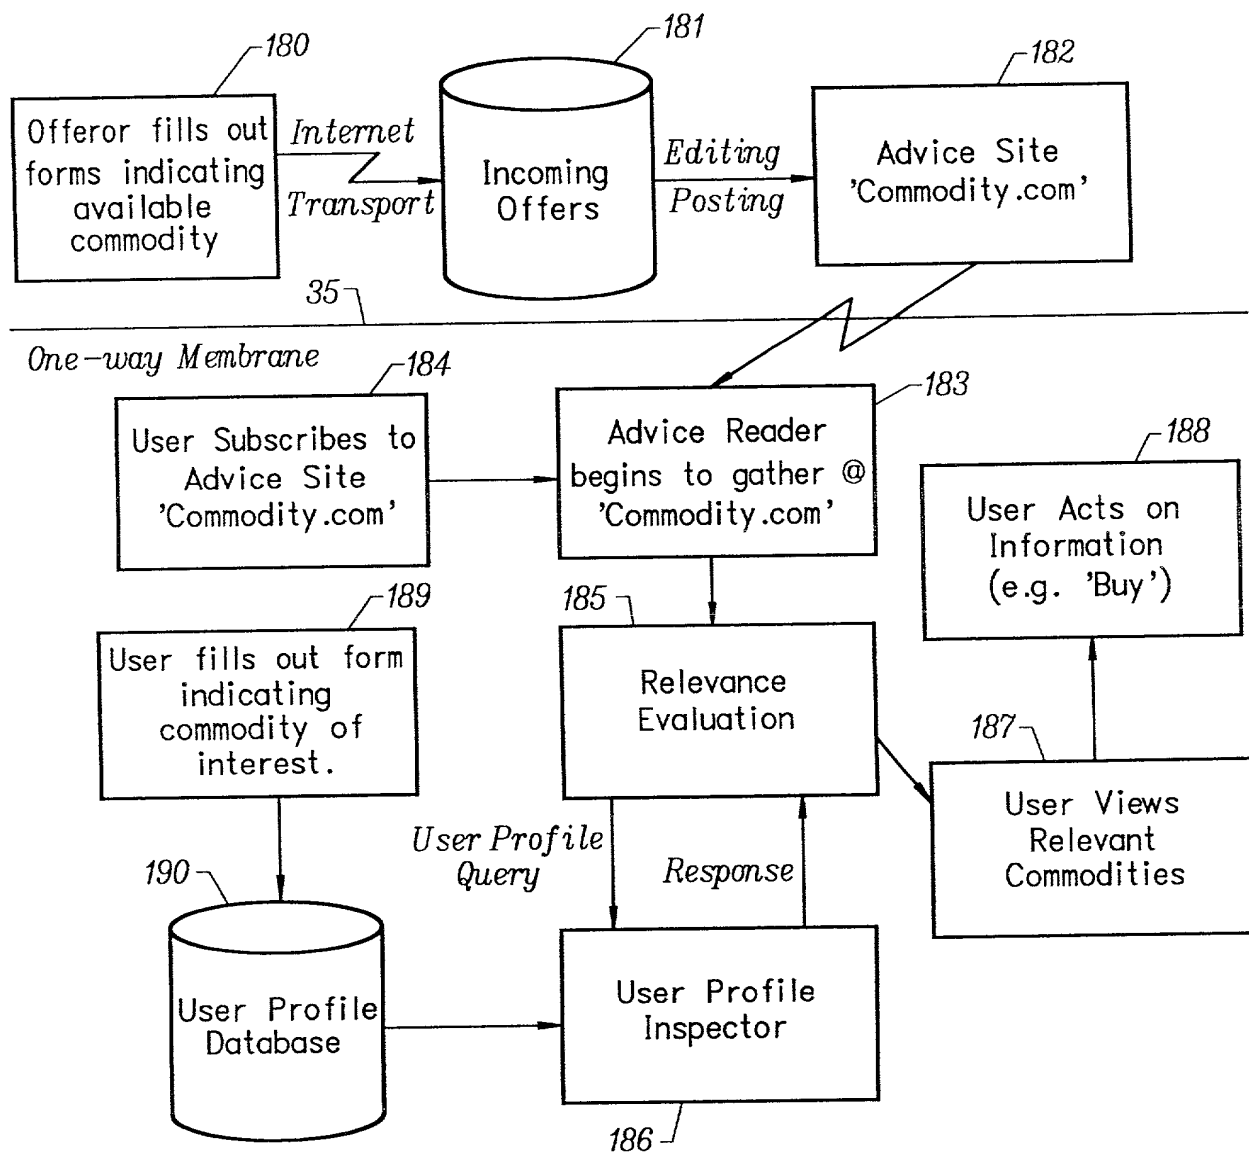 180
Offeror fills out
forms indicating
available
commodity
Internet
Transport
181
Incoming
Offers
Editing
Posting
182
Advice Site
'Commodity.com'
35
One-way Membrane
184
User Subscribes to
Advice Site
'Commodity.com'
183
Advice Reader
begins to gather @
'Commodity.com'
188
User Acts on
Information
(e.g. 'Buy')
189
User fills out form
indicating
commodity of
interest.
185
Relevance
Evaluation
187
User Views
Relevant
Commodities
User Profile
Query
Response
190
User Profile
Database
User Profile
Inspector
186